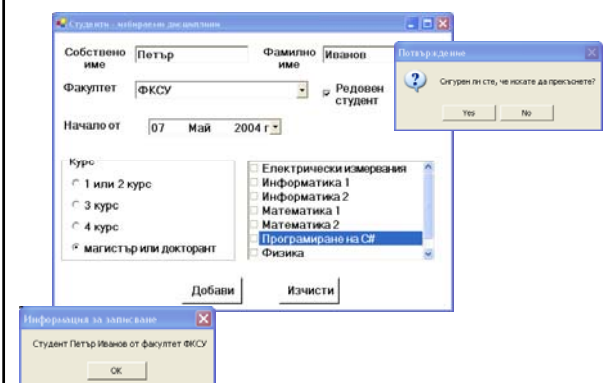 Студенти - избираеми дисциплини
Собствено име
Петър
Фамилно име
Иванов
Факултет
ФКСУ
Редовен студент
Начало от
07 Май 2004 г
Курс
1 или 2 курс
3 курс
4 курс
магистър или докторант
Електрически измервания
Информатика 1
Информатика 2
Математика 1
Математика 2
Програмиране на C#
Физика
Добави
Изчисти
Потвърждение
Сигурен ли сте, че искате да прекъснете?
Yes
No
Информация за записване
Студент Петър Иванов от факултет ФКСУ
OK